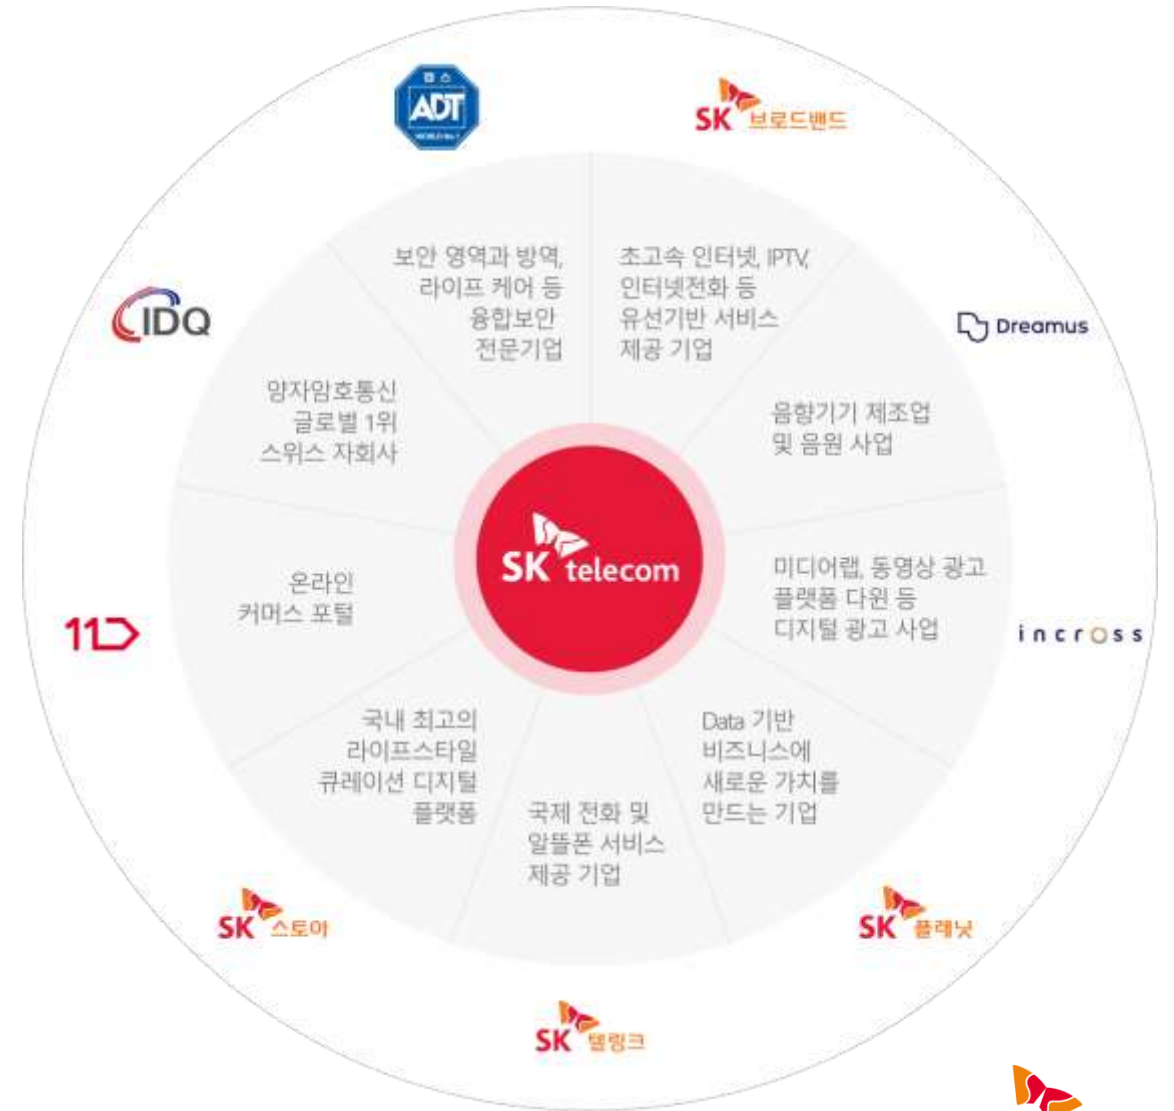 캡스
ADT
WORLD No.1
SK 브로드밴드
보안 영역과 방역,
라이프 케어 등
융합보안
전문기업
초고속 인터넷, IPTV,
인터넷전화 등
유선기반 서비스
제공 기업
IDQ
Dreamus
양자암호통신
글로벌 1위
스위스 자회사
음향기기 제조업
및 음원 사업
SK telecom
온라인
커머스 포털
11
미디어랩, 동영상 광고
플랫폼 다윈 등
디지털 광고 사업
incross
국내 최고의
라이프스타일
큐레이션 디지털
플랫폼
Data 기반
비즈니스에
새로운 가치를
만드는 기업
국제 전화 및
알뜰폰 서비스
제공 기업
SK 스토아
SK 플래닛
SK 텔링크